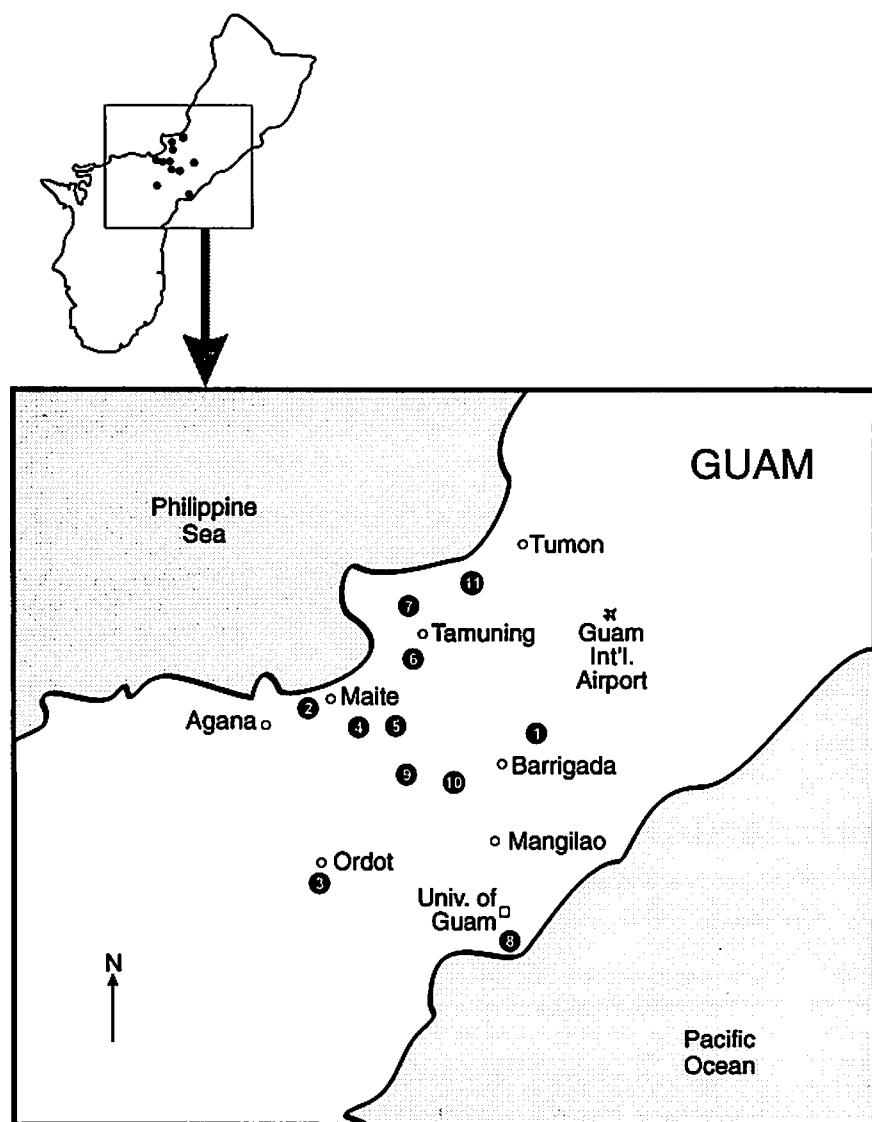 GUAM
Philippine
Sea
Tumon
11
7
Tamuning
Guam
Int'l.
Airport
6
Maite
2
Agana
4
5
1
Barrigada
9
10
Mangilao
Ordot
3
Univ. of
Guam
8
N
Pacific
Ocean